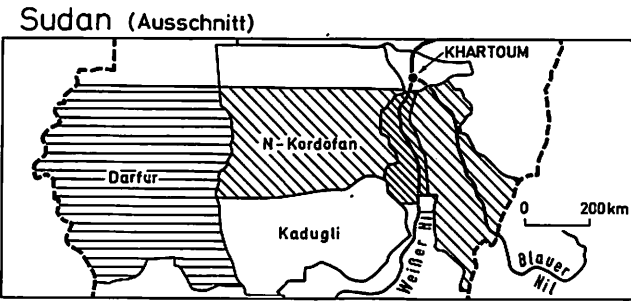 Sudan (Ausschnitt)
KHARTOUM
N-Kordofan
Darfur
0 200km
Kadugli
Weißer Nil
Blauer
Nil